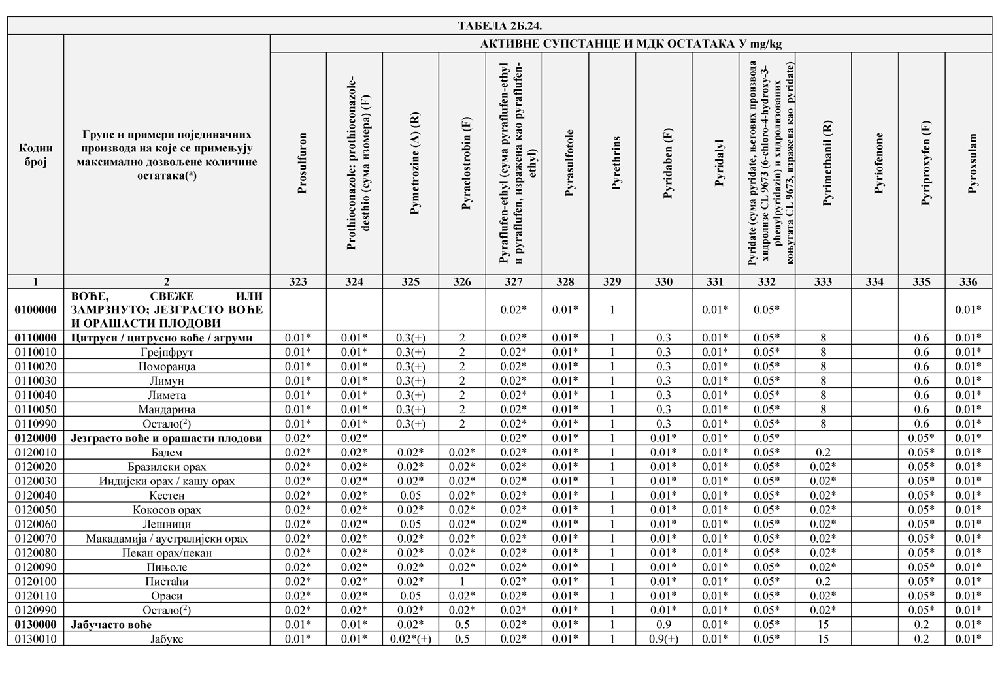 ТАБЕЛА 2Б.24.
АКТИВНЕ СУПСТАНЦЕ И МДК ОСТАТАКА У mg/kg
Кодни
број
Групе и примери појединачних
производа на које се примењују
максимално дозвољене количине
остатака(ᵃ)
Prosulfuron
Prothioconazole: prothioconazole-
desthio (сума изомера) (F)
Pymetrozine (A) (R)
Pyraclostrobin (F)
Pyraflufen-ethyl (сума pyraflufen-ethyl
и pyraflufen, изражена као pyraflufen-
ethyl)
Pyrasulfotole
Pyrethrins
Pyridaben (F)
Pyridalyl
Pyridate (сума pyridate, његових производа
хидролизе CL 9673 (6-chloro-4-hydroxy-3-
phenylpyridazin) и хидролизованих
коњугата CL 9673, изражена као pyridate)
Pyrimethanil (R)
Pyriofenone
Pyriproxyfen (F)
Pyroxsulam
1 2 323 324 325 326 327 328 329 330 331 332 333 334 335 336
ВОЋЕ, СВЕЖЕ ИЛИ
0100000 ЗАМРЗНУТО; ЈЕЗГРАСТО ВОЋЕ 0.02* 0.01* 1 0.01* 0.05* 0.01*
И ОРАШАСТИ ПЛОДОВИ
0110000 Цитруси / цитрусно воће / агруми 0.01* 0.01* 0.3(+) 2 0.02* 0.01* 1 0.3 0.01* 0.05* 8 0.6 0.01*
0110010 Грејпфрут 0.01* 0.01* 0.3(+) 2 0.02* 0.01* 1 0.3 0.01* 0.05* 8 0.6 0.01*
0110020 Поморанџа 0.01* 0.01* 0.3(+) 2 0.02* 0.01* 1 0.3 0.01* 0.05* 8 0.6 0.01*
0110030 Лимун 0.01* 0.01* 0.3(+) 2 0.02* 0.01* 1 0.3 0.01* 0.05* 8 0.6 0.01*
0110040 Лимета 0.01* 0.01* 0.3(+) 2 0.02* 0.01* 1 0.3 0.01* 0.05* 8 0.6 0.01*
0110050 Мандарина 0.01* 0.01* 0.3(+) 2 0.02* 0.01* 1 0.3 0.01* 0.05* 8 0.6 0.01*
0110990 Остало(²) 0.01* 0.01* 0.3(+) 2 0.02* 0.01* 1 0.3 0.01* 0.05* 8 0.6 0.01*
0120000 Језграсто воће и орашасти плодови 0.02* 0.02* 0.02* 0.01* 1 0.01* 0.01* 0.05* 0.05* 0.01*
0120010 Бадем 0.02* 0.02* 0.02* 0.02* 0.02* 0.01* 1 0.01* 0.01* 0.05* 0.2 0.05* 0.01*
0120020 Бразилски орах 0.02* 0.02* 0.02* 0.02* 0.02* 0.01* 1 0.01* 0.01* 0.05* 0.02* 0.05* 0.01*
0120030 Индијски орах / кашу орах 0.02* 0.02* 0.02* 0.02* 0.02* 0.01* 1 0.01* 0.01* 0.05* 0.02* 0.05* 0.01*
0120040 Кестен 0.02* 0.02* 0.05 0.02* 0.02* 0.01* 1 0.01* 0.01* 0.05* 0.02* 0.05* 0.01*
0120050 Кокосов орах 0.02* 0.02* 0.02* 0.02* 0.02* 0.01* 1 0.01* 0.01* 0.05* 0.02* 0.05* 0.01*
0120060 Лешници 0.02* 0.02* 0.05 0.02* 0.02* 0.01* 1 0.01* 0.01* 0.05* 0.02* 0.05* 0.01*
0120070 Макадамија / аустралијски орах 0.02* 0.02* 0.02* 0.02* 0.02* 0.01* 1 0.01* 0.01* 0.05* 0.02* 0.05* 0.01*
0120080 Пекан орах/пекан 0.02* 0.02* 0.02* 0.02* 0.02* 0.01* 1 0.01* 0.01* 0.05* 0.02* 0.05* 0.01*
0120090 Пињоле 0.02* 0.02* 0.02* 0.02* 0.02* 0.01* 1 0.01* 0.01* 0.05* 0.02* 0.05* 0.01*
0120100 Пистаћи 0.02* 0.02* 0.02* 1 0.02* 0.01* 1 0.01* 0.01* 0.05* 0.2 0.05* 0.01*
0120110 Ораси 0.02* 0.02* 0.05 0.02* 0.02* 0.01* 1 0.01* 0.01* 0.05* 0.02* 0.05* 0.01*
0120990 Остало(²) 0.02* 0.02* 0.02* 0.02* 0.02* 0.01* 1 0.01* 0.01* 0.05* 0.02* 0.05* 0.01*
0130000 Јабучасто воће 0.01* 0.01* 0.02* 0.5 0.02* 0.01* 1 0.9 0.01* 0.05* 15 0.2 0.01*
0130010 Јабуке 0.01* 0.01* 0.02*(+) 0.5 0.02* 0.01* 1 0.9(+) 0.01* 0.05* 15 0.2 0.01*